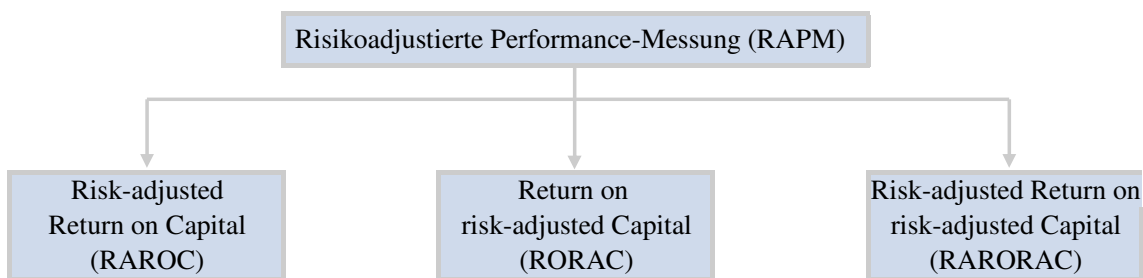 Risikoadjustierte Performance-Messung (RAPM)
Risk-adjusted
Return on Capital
(RAROC)
Return on
risk-adjusted Capital
(RORAC)
Risk-adjusted Return on
risk-adjusted Capital
(RARORAC)